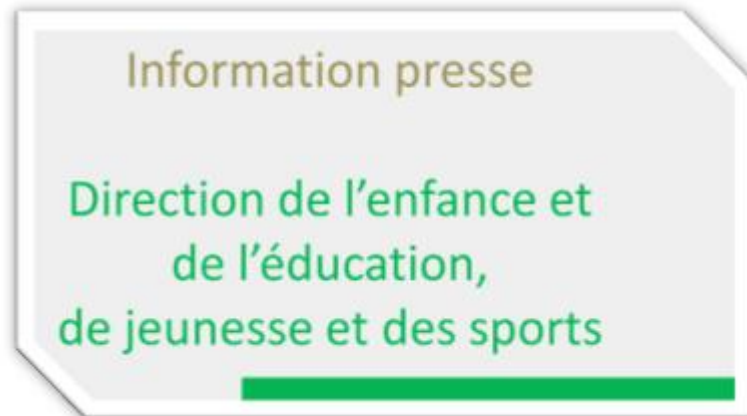 Information presse
Direction de l’enfance et
de l’éducation,
de jeunesse et des sports